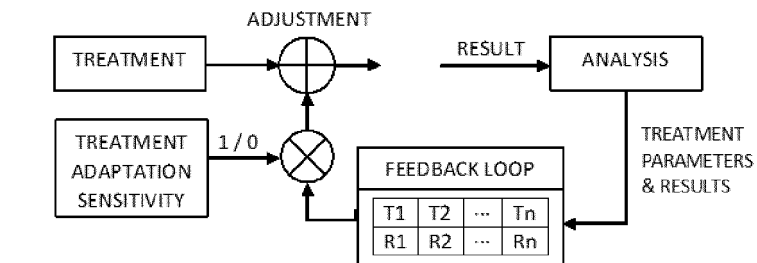 ADJUSTMENT
TREATMENT
RESULT
ANALYSIS
TREATMENT
ADAPTATION
SENSITIVITY
1 / 0
TREATMENT
PARAMETERS
& RESULTS
FEEDBACK LOOP
T1 T2 ... Tn
R1 R2 ... Rn